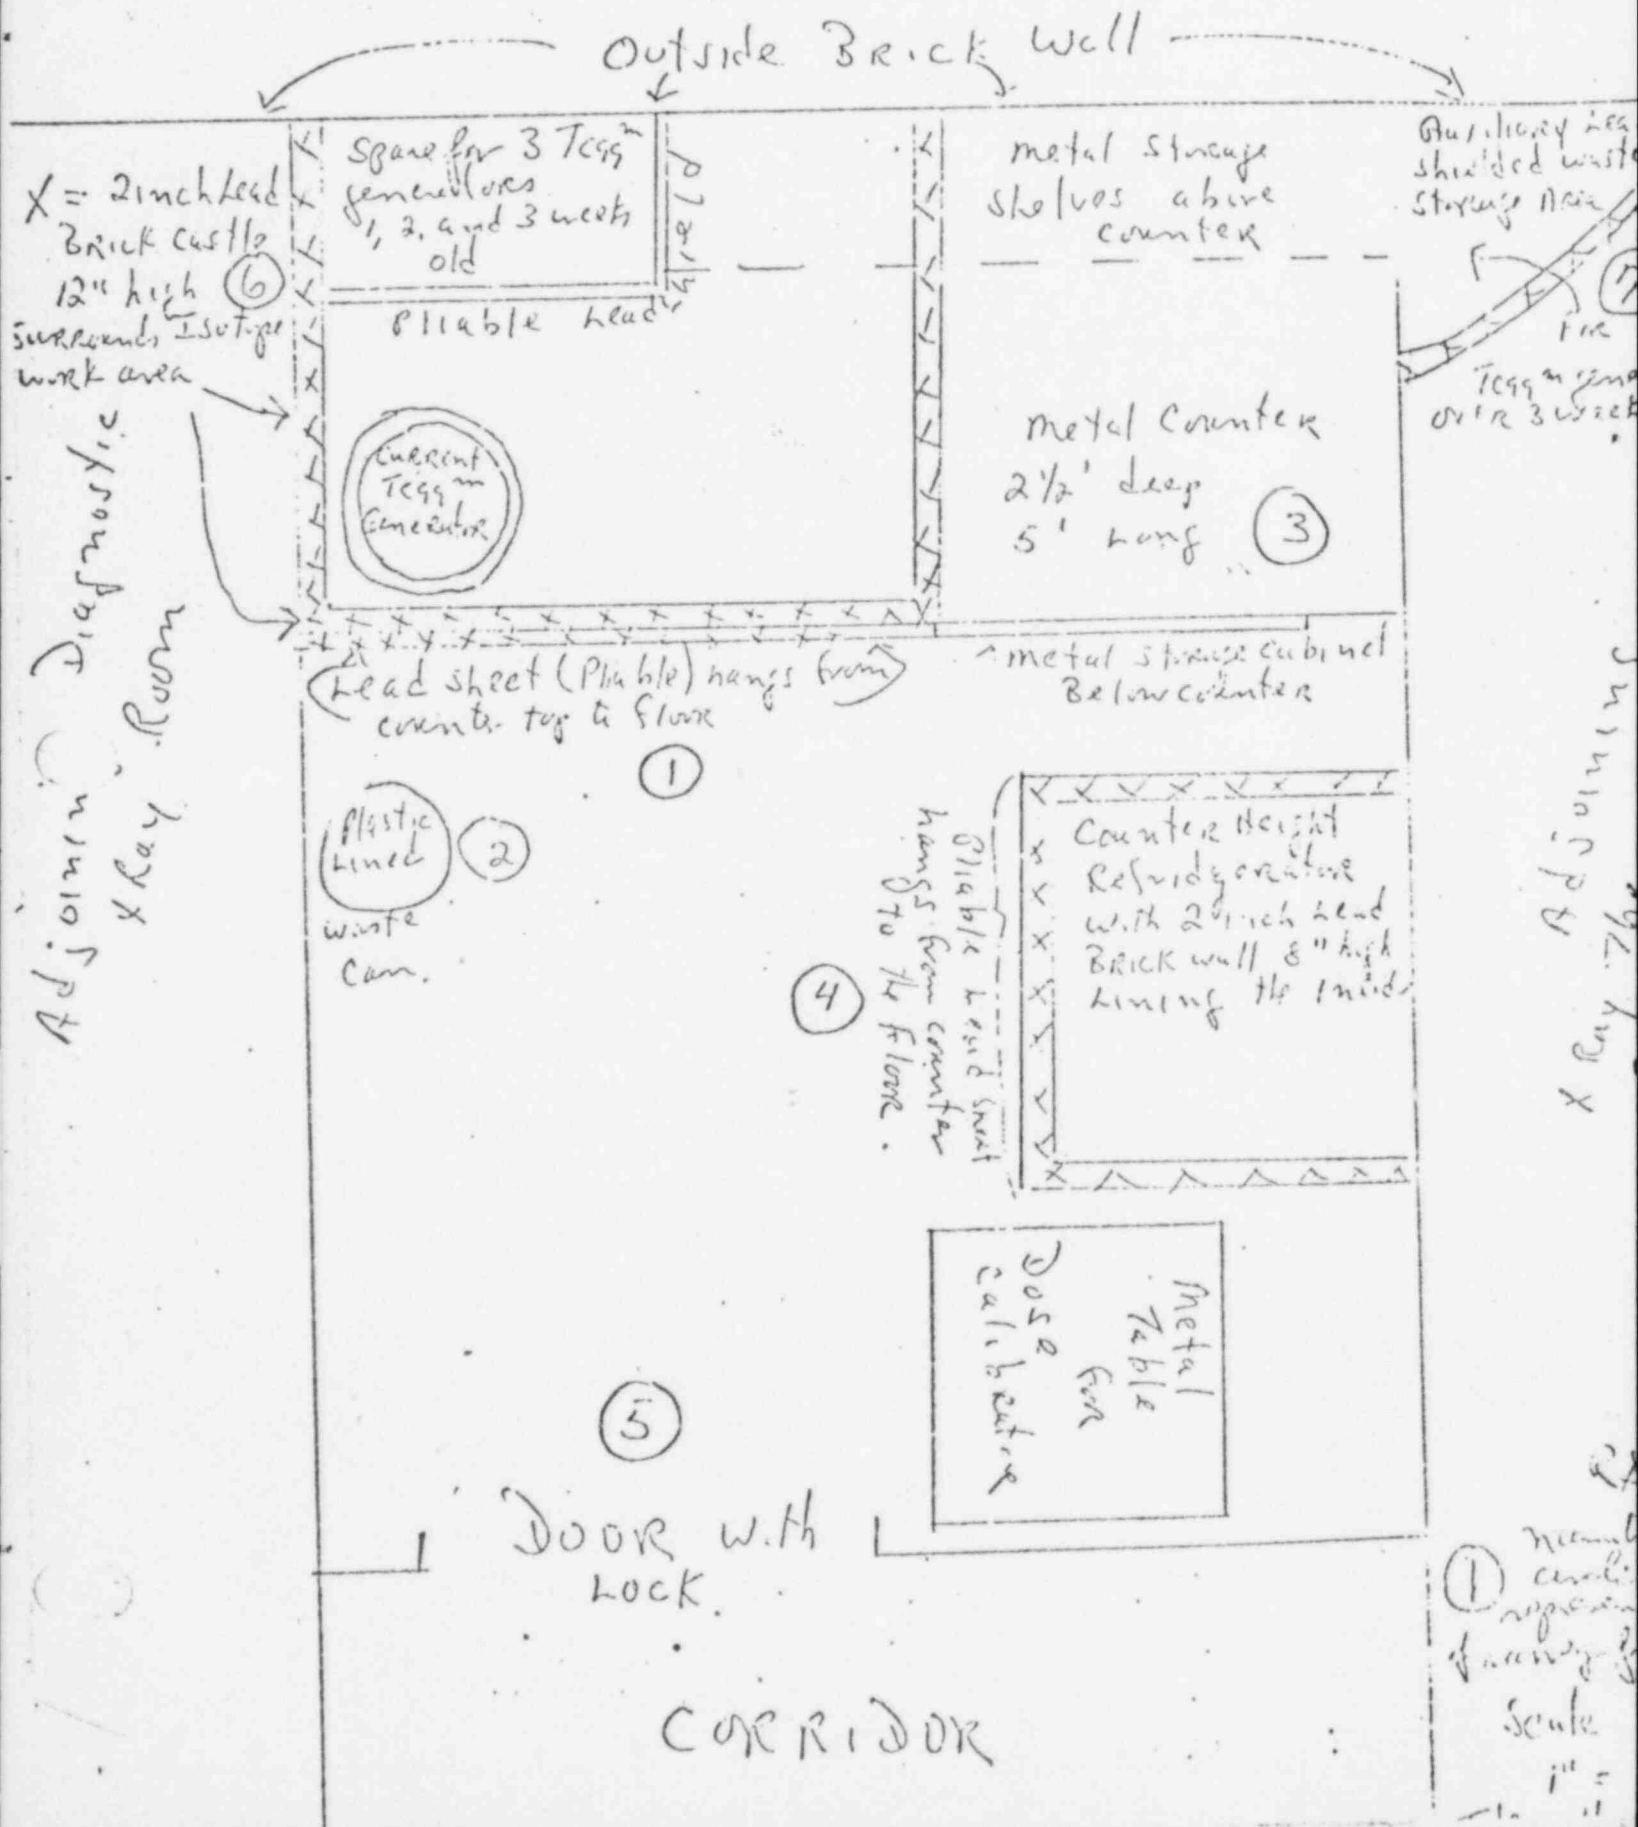 Outside Brick Wall
X = 2 inch Lead
Brick Castle
12" high
surrounds Isotope
work area
6
Space for 3 Tc99m
generators
1, 2, and 3 weeks
old
Pliable Lead
metal Storage
shelves above
counter
Auxiliary
shielded waste
Storage Area
7
For
Tc99m
over 3
Current
Tc99m
Generator
metal Counter
2 1/2' deep
5' Long
3
(Lead sheet (Pliable) hangs from)
counter top to floor
metal storage cabinet
Below counter
1
Plastic
Lined
waste
can.
2
Adjoining Diagnostic
X Ray Room
Pliable Lead sheet
hangs from counter
to the floor.
4
Counter Height
Refridgerator
with 2 inch Lead
Brick wall 8" high
Lining the inside
Adjoining
X Ray
Metal
Table
for
Dose
Calibrator
5
Door with
Lock.
Corridor
1
Scale
1" =